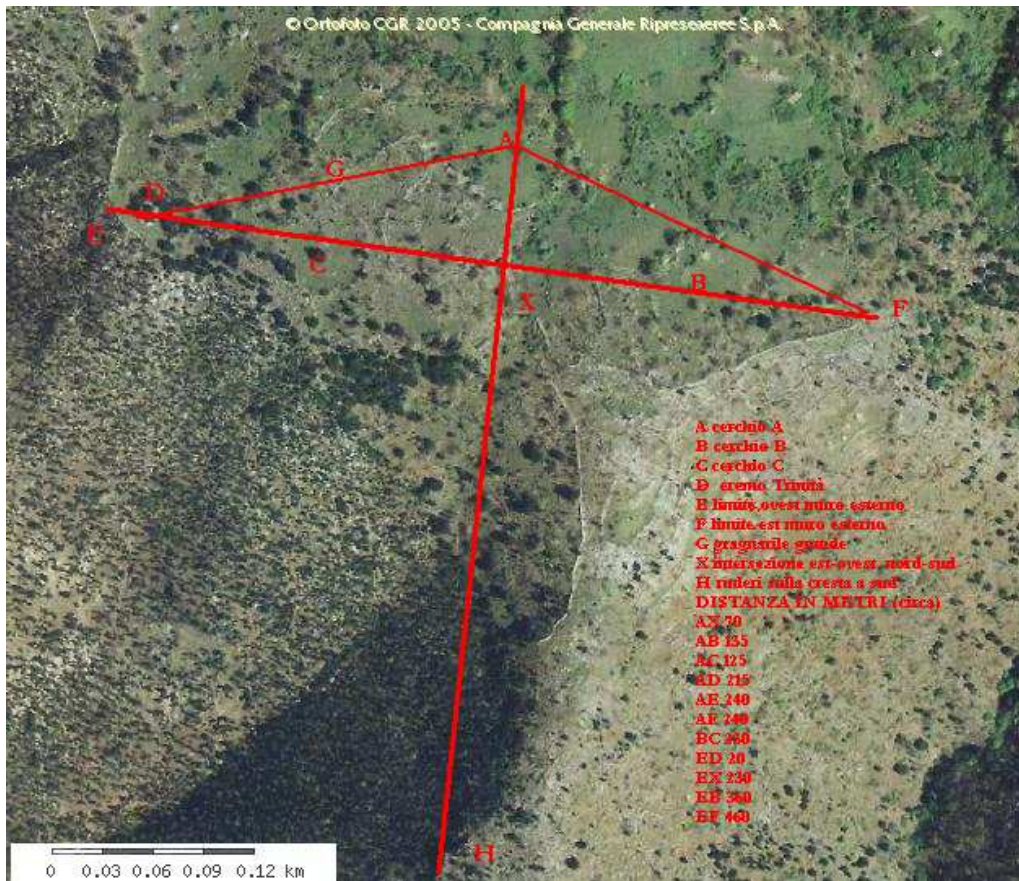 © Ortofoto CGR 2005 - Compagnia Generale Ripreseaeree S.p.A.
A
G
D
E
C
B
X
F
A cerchio A
B cerchio B
C cerchio C
D eremo Trinità
E limite ovest muro esterno
F limite est muro esterno
G grande
X intersezione est-ovest, nord-sud
H ruderi sulla cresta a sud
DISTANZA IN METRI (circa)
AX 70
AB 135
AC 125
AD 215
AE 240
AF 240
BC
ED 20
EX 230
EB 360
EF 460
H
0 0.03 0.06 0.09 0.12 km